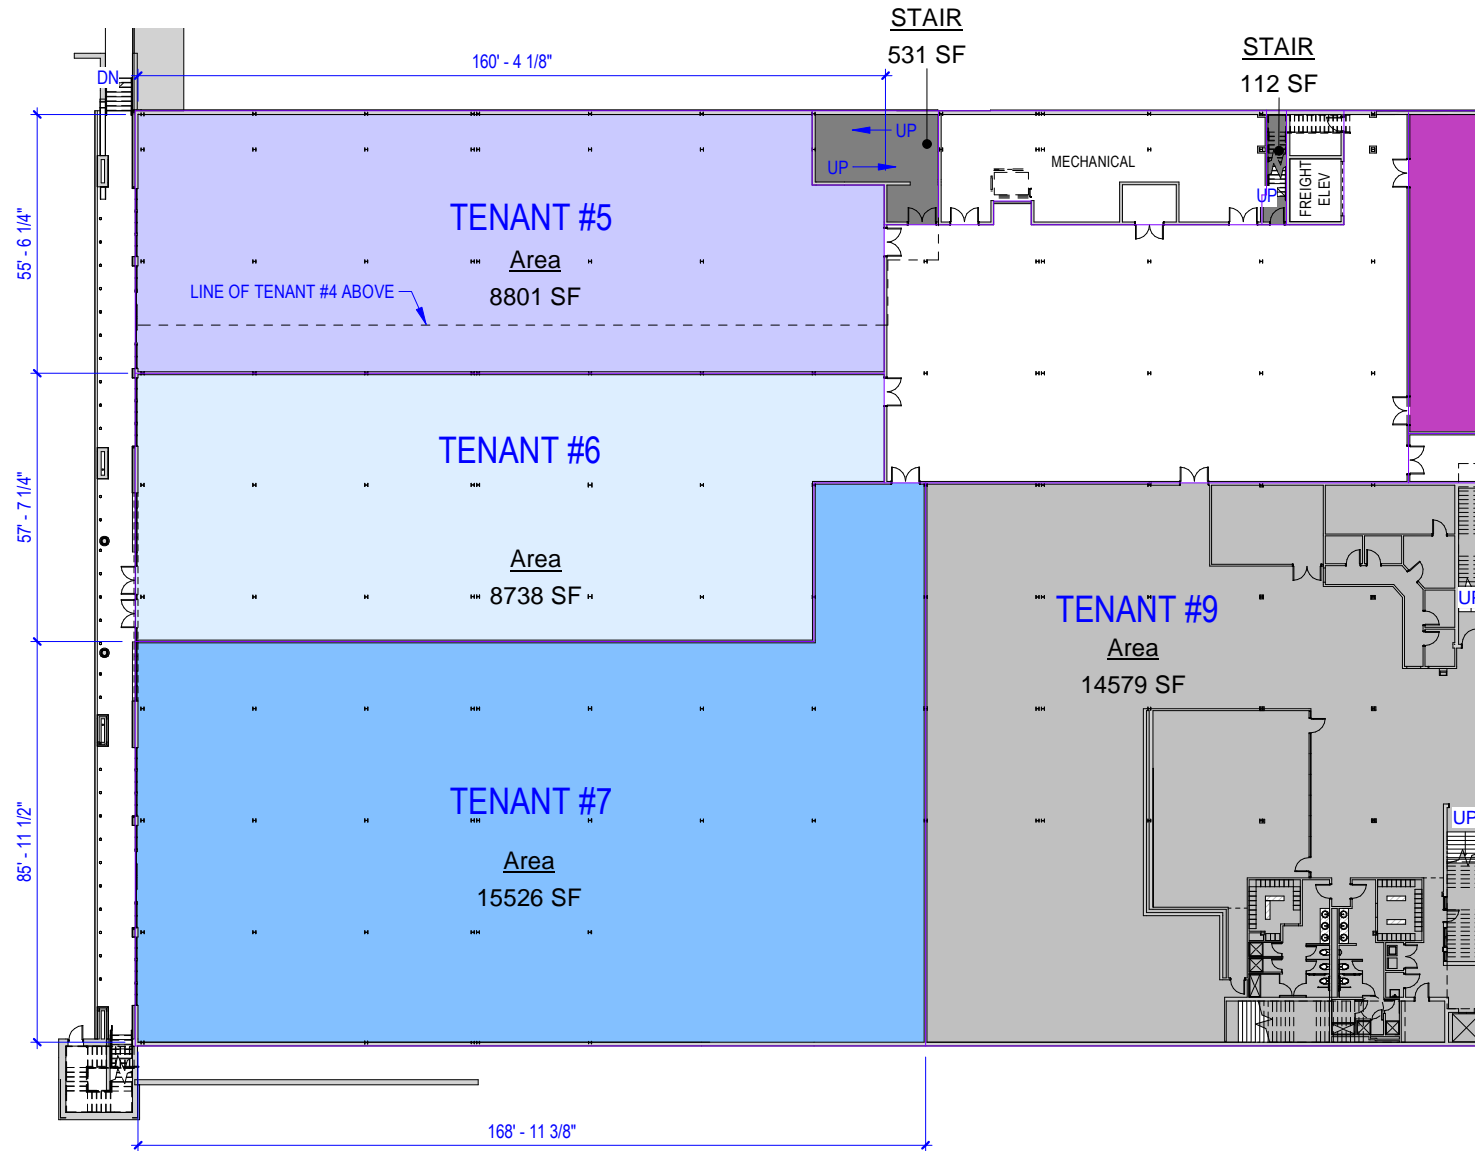 STAIR
531 SF
STAIR
112 SF
160' - 4 1/8"
DN
UP
UP
MECHANICAL
UP
FREIGHT
ELEV
55' - 6 1/4"
TENANT #5
Area
8801 SF
LINE OF TENANT #4 ABOVE
57' - 7 1/4"
TENANT #6
Area
8738 SF
TENANT #9
Area
14579 SF
UP
85' - 11 1/2"
TENANT #7
Area
15526 SF
UP
168' - 11 3/8"